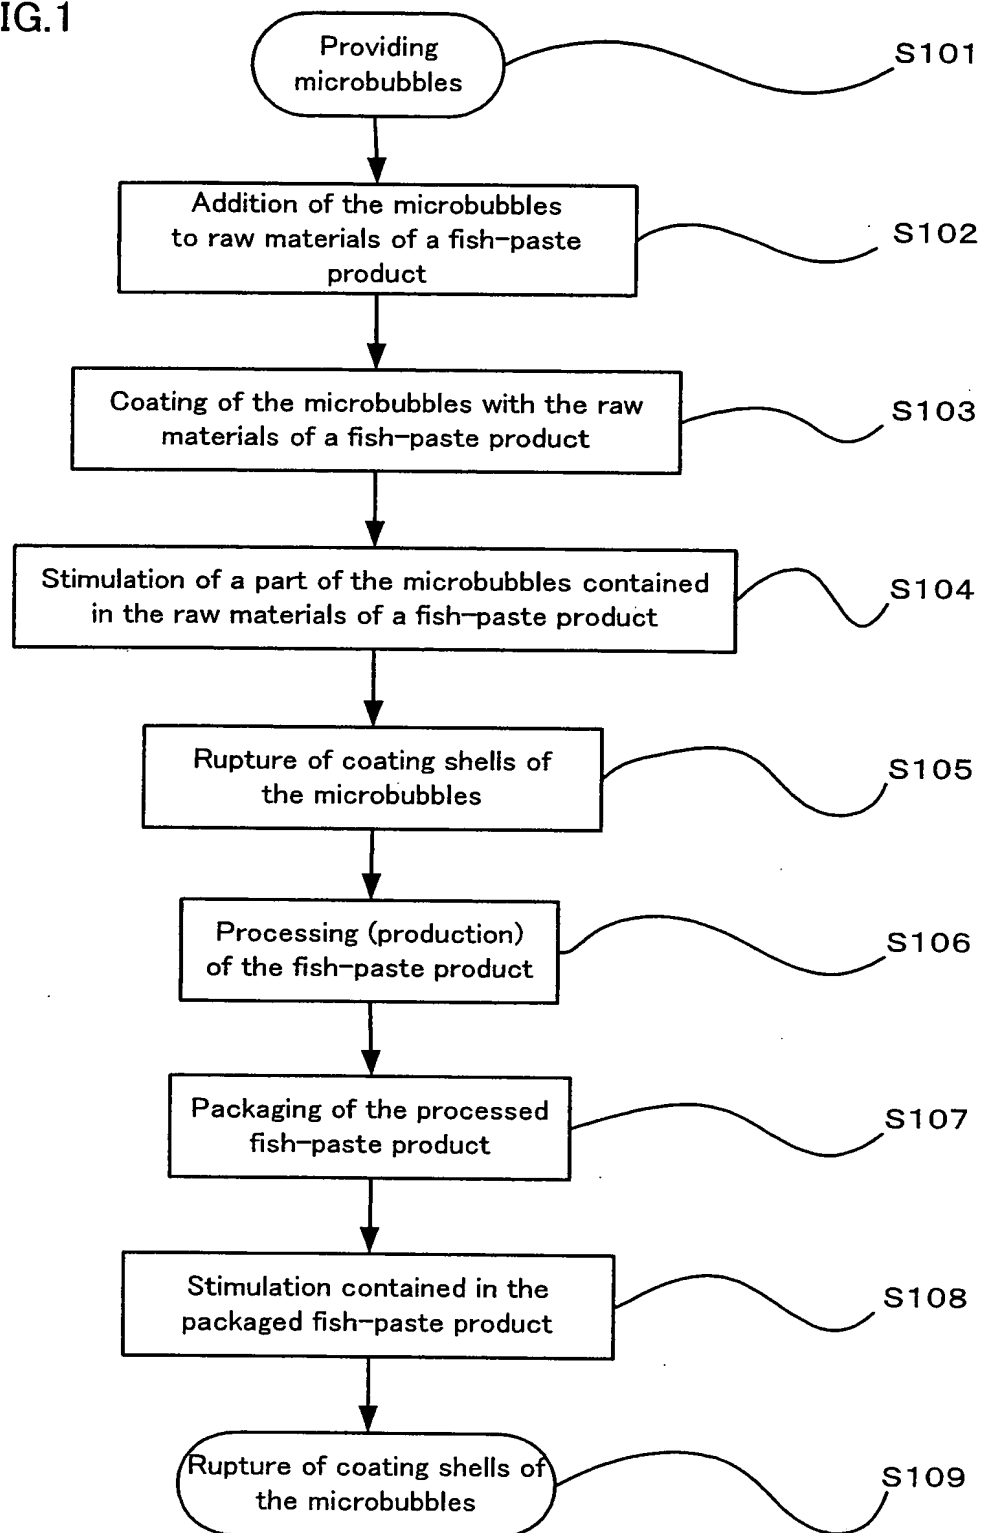 IG.1
Providing
microbubbles
S101
Addition of the microbubbles
to raw materials of a fish-paste
product
S102
Coating of the microbubbles with the raw
materials of a fish-paste product
S103
Stimulation of a part of the microbubbles contained
in the raw materials of a fish-paste product
S104
Rupture of coating shells of
the microbubbles
S105
Processing (production)
of the fish-paste product
S106
Packaging of the processed
fish-paste product
S107
Stimulation contained in the
packaged fish-paste product
S108
Rupture of coating shells of
the microbubbles
S109